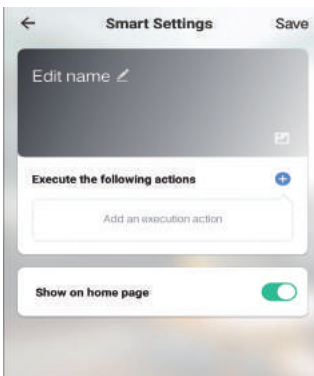 Smart Settings
Save
Edit name
Execute the following actions
Add an execution action
Show on home page